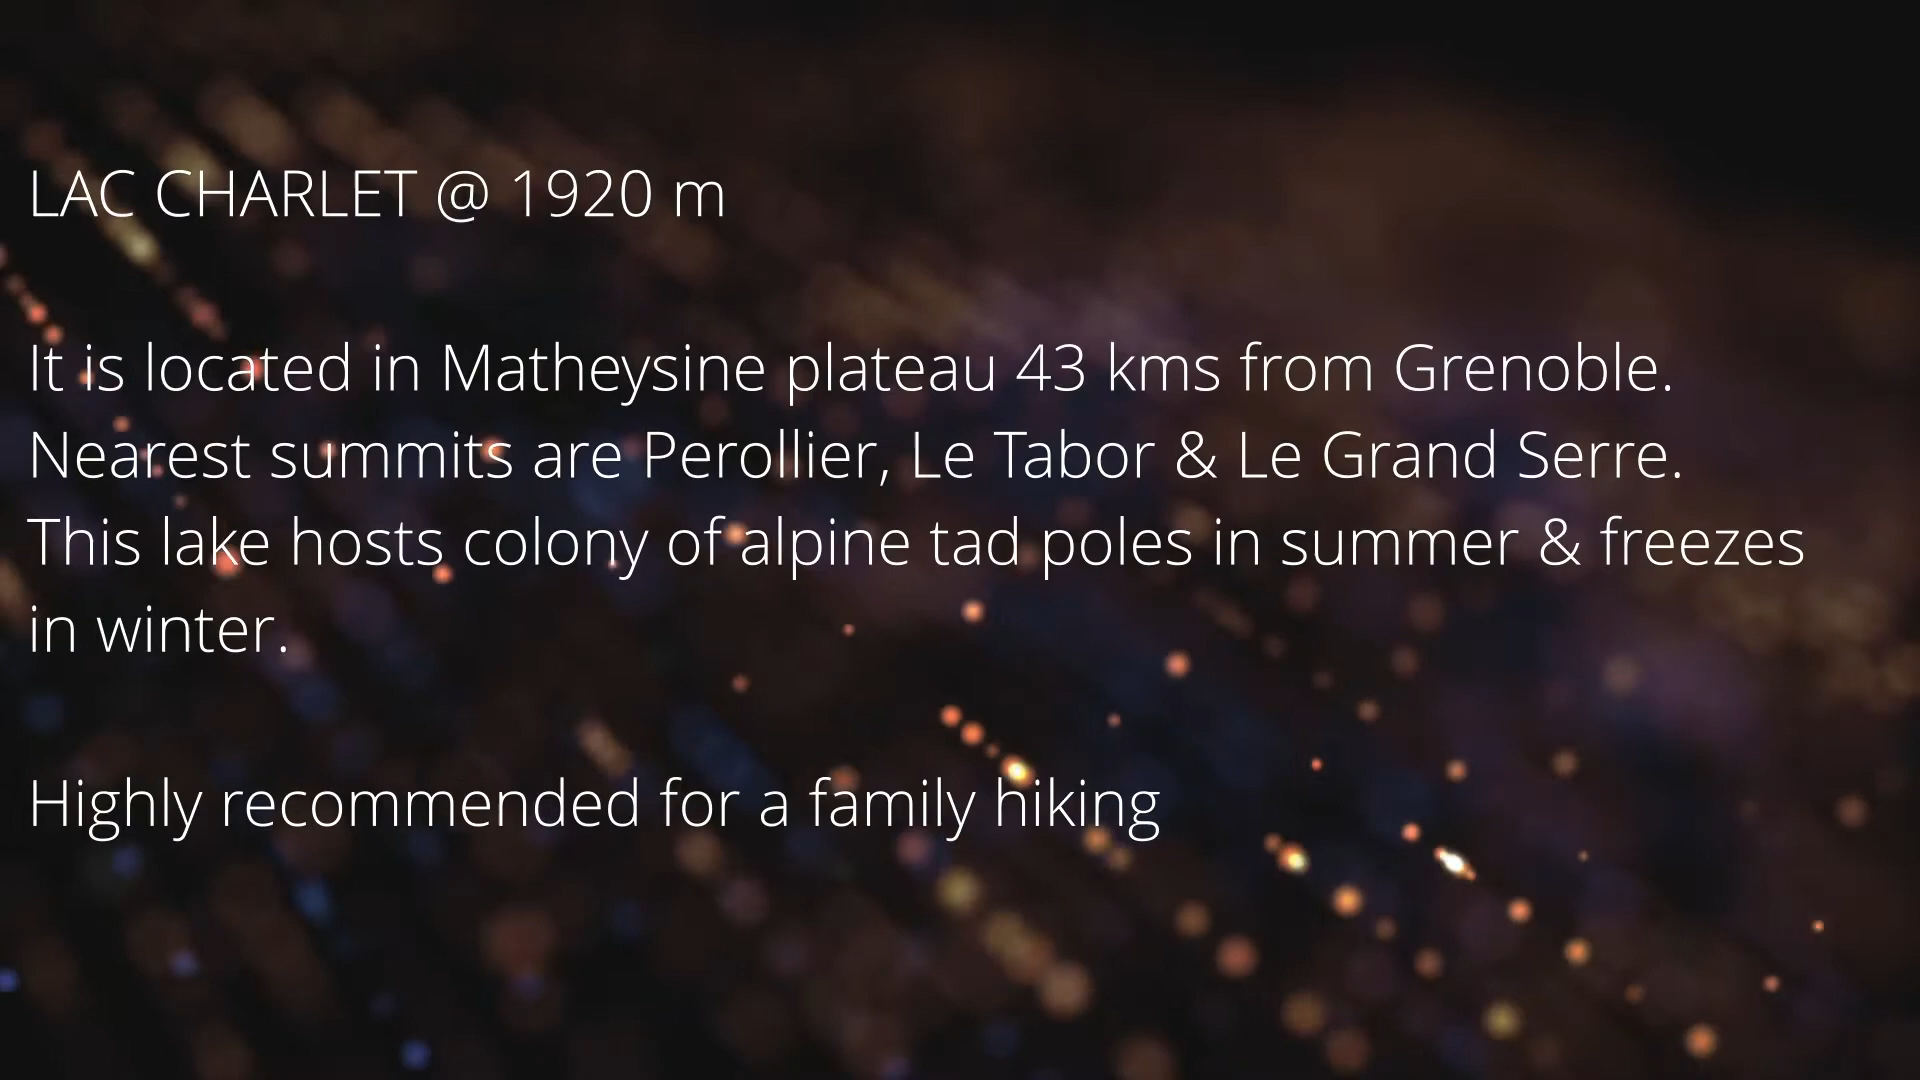 LAC CHARLET @ 1920 m
It is located in Matheysine plateau 43 kms from Grenoble.
Nearest summits are Perollier, Le Tabor & Le Grand Serre.
This lake hosts colony of alpine tad poles in summer & freezes
in winter.
Highly recommended for a family hiking